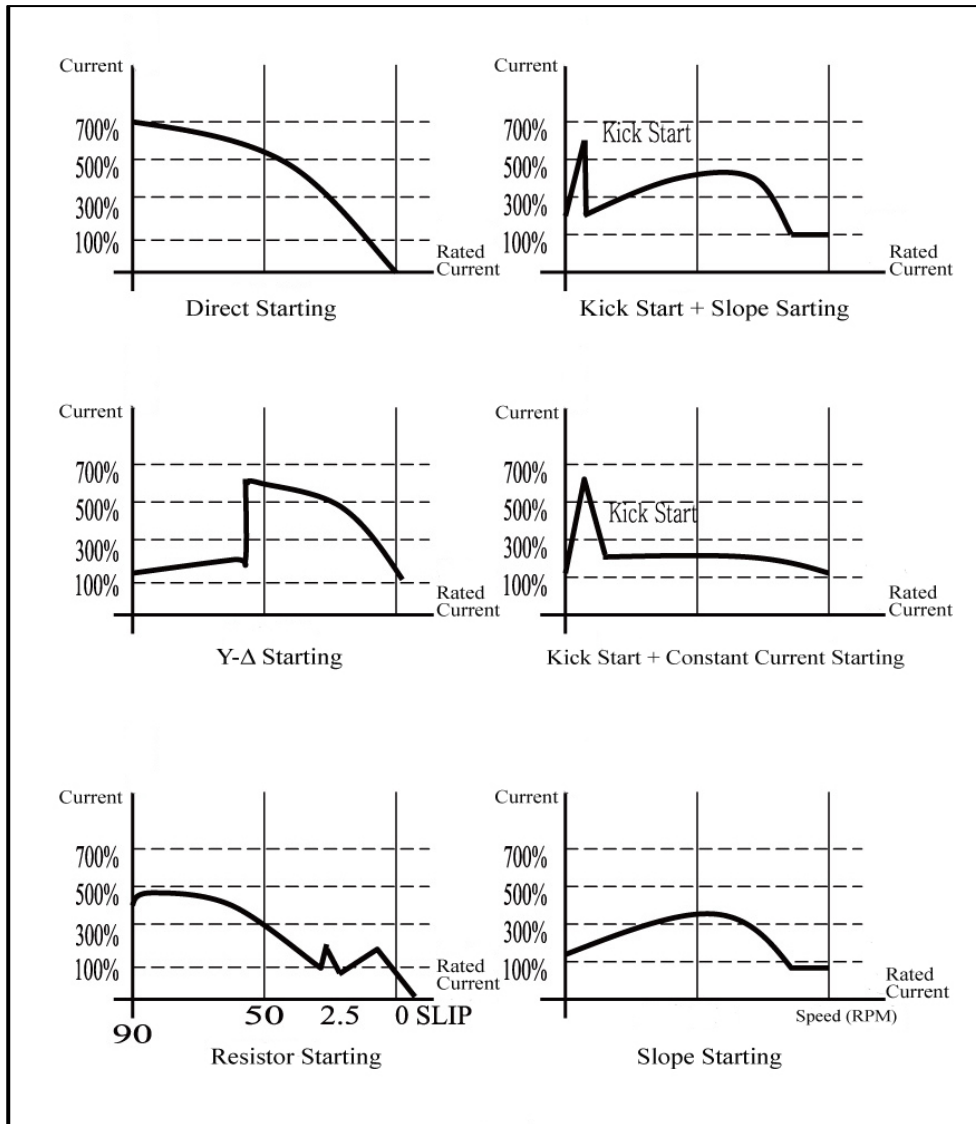 Current
700%
500%
300%
100%
Rated
Current
Direct Starting
Current
700%
500%
300%
100%
Kick Start
Rated
Current
Kick Start + Slope Sarting
Current
700%
500%
300%
100%
Rated
Current
Y-Δ Starting
Current
700%
500%
300%
100%
Kick Start
Rated
Current
Kick Start + Constant Current Starting
Current
700%
500%
300%
100%
Rated
Current
90 50 2.5 0 SLIP
Resistor Starting
Current
700%
500%
300%
100%
Rated
Current
Speed (RPM)
Slope Starting